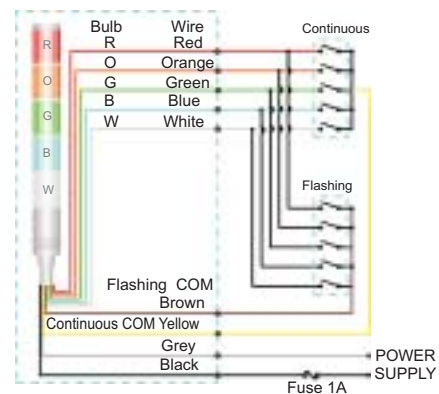 Bulb Wire Continuous
R R Red
O O Orange
G G Green
B B Blue
W W White
Flashing
Flashing COM
Brown
Continuous COM Yellow
Grey
POWER
Black
SUPPLY
Fuse 1A